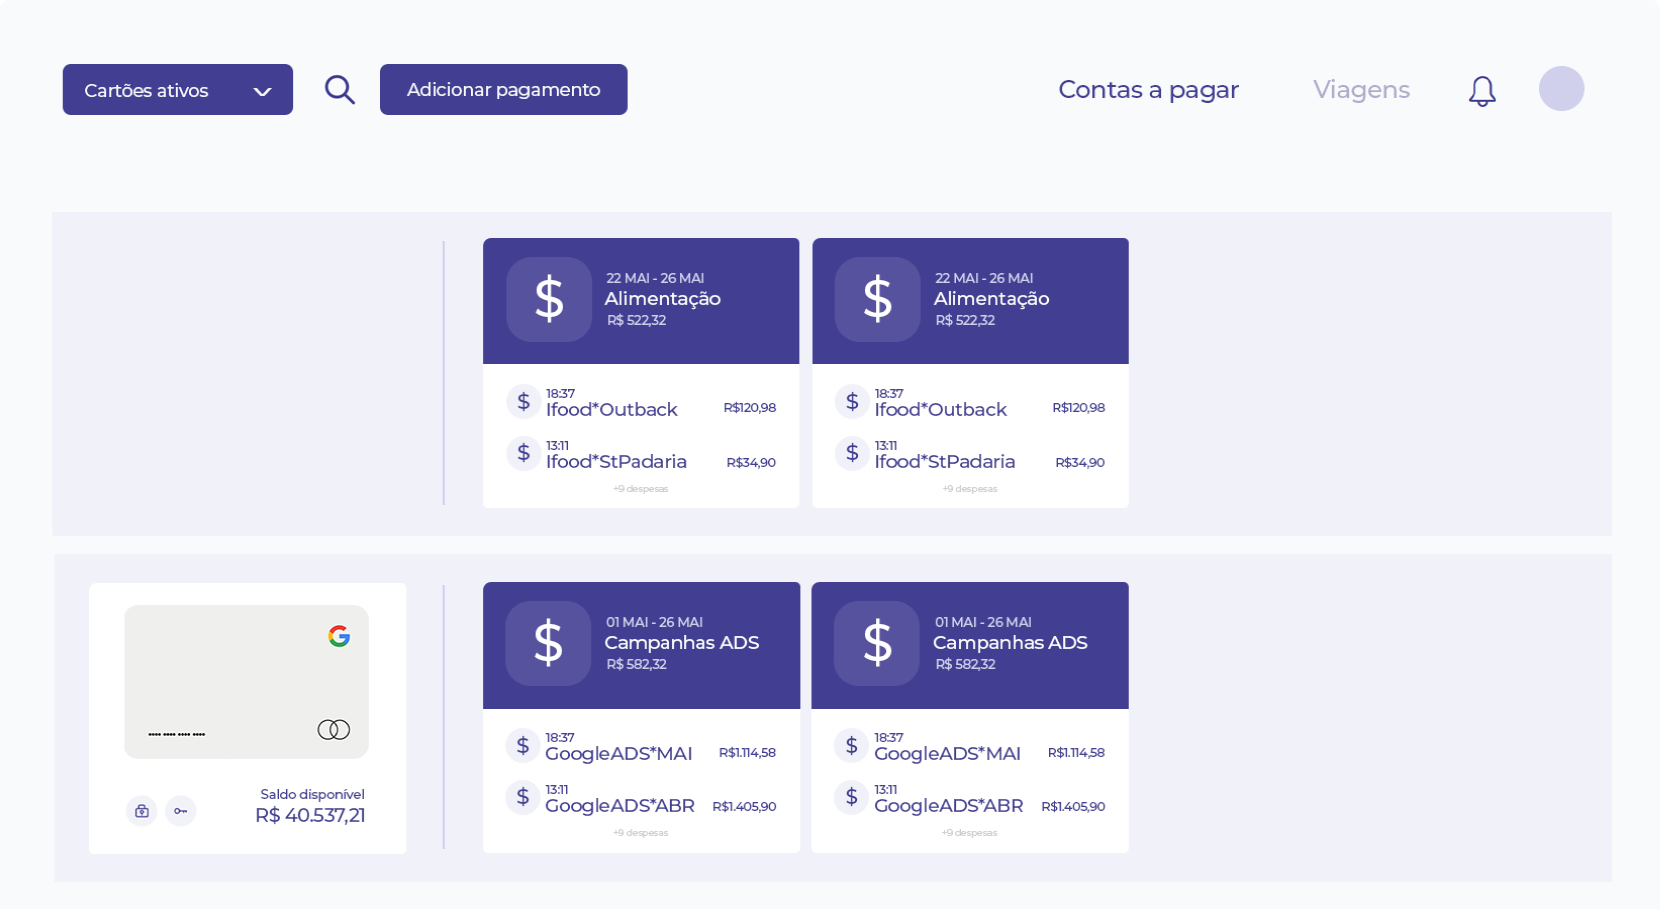 Cartões ativos
Adicionar pagamento
Contas a pagar
Viagens
22 MAI - 26 MAI
Alimentação
R$ 522,32
18:37
Ifood*Outback
R$120,98
13:11
Ifood*StPadaria
R$34,90
+9 despesas
22 MAI - 26 MAI
Alimentação
R$ 522,32
18:37
Ifood*Outback
R$120,98
13:11
Ifood*StPadaria
R$34,90
+9 despesas
Saldo disponível
R$ 40.537,21
01 MAI - 26 MAI
Campanhas ADS
R$ 582,32
18:37
GoogleADS*MAI
R$1.114,58
13:11
GoogleADS*ABR
R$1.405,90
+9 despesas
01 MAI - 26 MAI
Campanhas ADS
R$ 582,32
18:37
GoogleADS*MAI
R$1.114,58
13:11
GoogleADS*ABR
R$1.405,90
+9 despesas